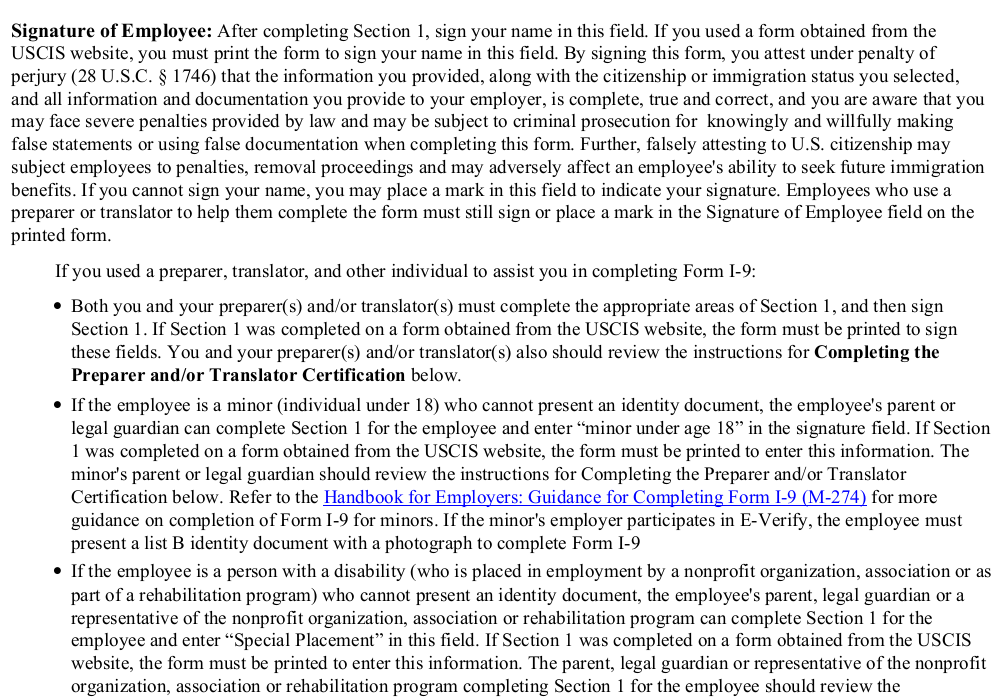 Signature of Employee: After completing Section 1, sign your name in this field. If you used a form obtained from the
USCIS website, you must print the form to sign your name in this field. By signing this form, you attest under penalty of
perjury (28 U.S.C. § 1746) that the information you provided, along with the citizenship or immigration status you selected,
and all information and documentation you provide to your employer, is complete, true and correct, and you are aware that you
may face severe penalties provided by law and may be subject to criminal prosecution for  knowingly and willfully making
false statements or using false documentation when completing this form. Further, falsely attesting to U.S. citizenship may
subject employees to penalties, removal proceedings and may adversely affect an employee's ability to seek future immigration
benefits. If you cannot sign your name, you may place a mark in this field to indicate your signature. Employees who use a
preparer or translator to help them complete the form must still sign or place a mark in the Signature of Employee field on the
printed form.
If you used a preparer, translator, and other individual to assist you in completing Form I-9:
• Both you and your preparer(s) and/or translator(s) must complete the appropriate areas of Section 1, and then sign
Section 1. If Section 1 was completed on a form obtained from the USCIS website, the form must be printed to sign
these fields. You and your preparer(s) and/or translator(s) also should review the instructions for Completing the
Preparer and/or Translator Certification below.
• If the employee is a minor (individual under 18) who cannot present an identity document, the employee's parent or
legal guardian can complete Section 1 for the employee and enter “minor under age 18” in the signature field. If Section
1 was completed on a form obtained from the USCIS website, the form must be printed to enter this information. The
minor's parent or legal guardian should review the instructions for Completing the Preparer and/or Translator
Certification below. Refer to the Handbook for Employers: Guidance for Completing Form I-9 (M-274) for more
guidance on completion of Form I-9 for minors. If the minor's employer participates in E-Verify, the employee must
present a list B identity document with a photograph to complete Form I-9
• If the employee is a person with a disability (who is placed in employment by a nonprofit organization, association or as
part of a rehabilitation program) who cannot present an identity document, the employee's parent, legal guardian or a
representative of the nonprofit organization, association or rehabilitation program can complete Section 1 for the
employee and enter “Special Placement” in this field. If Section 1 was completed on a form obtained from the USCIS
website, the form must be printed to enter this information. The parent, legal guardian or representative of the nonprofit
organization, association or rehabilitation program completing Section 1 for the employee should review the